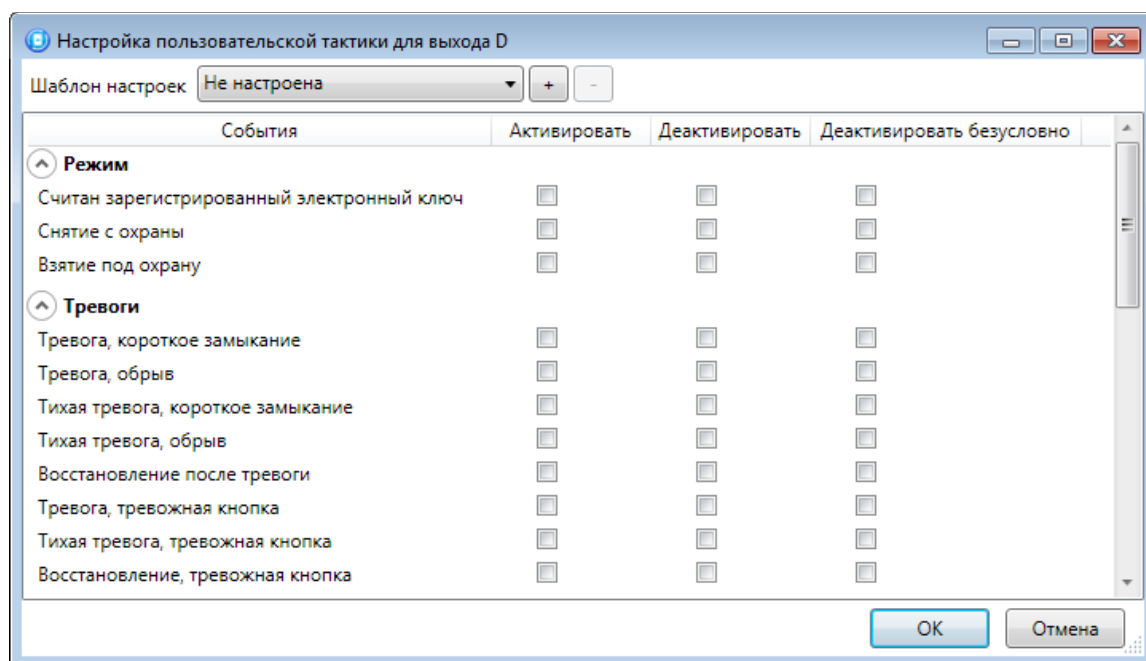 Настройка пользовательской тактики для выхода D
Шаблон настроек Не настроена + -
События Активировать Деактивировать Деактивировать безусловно
Режим
Считан зарегистрированный электронный ключ
Снятие с охраны
Взятие под охрану
Тревоги
Тревога, короткое замыкание
Тревога, обрыв
Тихая тревога, короткое замыкание
Тихая тревога, обрыв
Восстановление после тревоги
Тревога, тревожная кнопка
Тихая тревога, тревожная кнопка
Восстановление, тревожная кнопка
OK Отмена